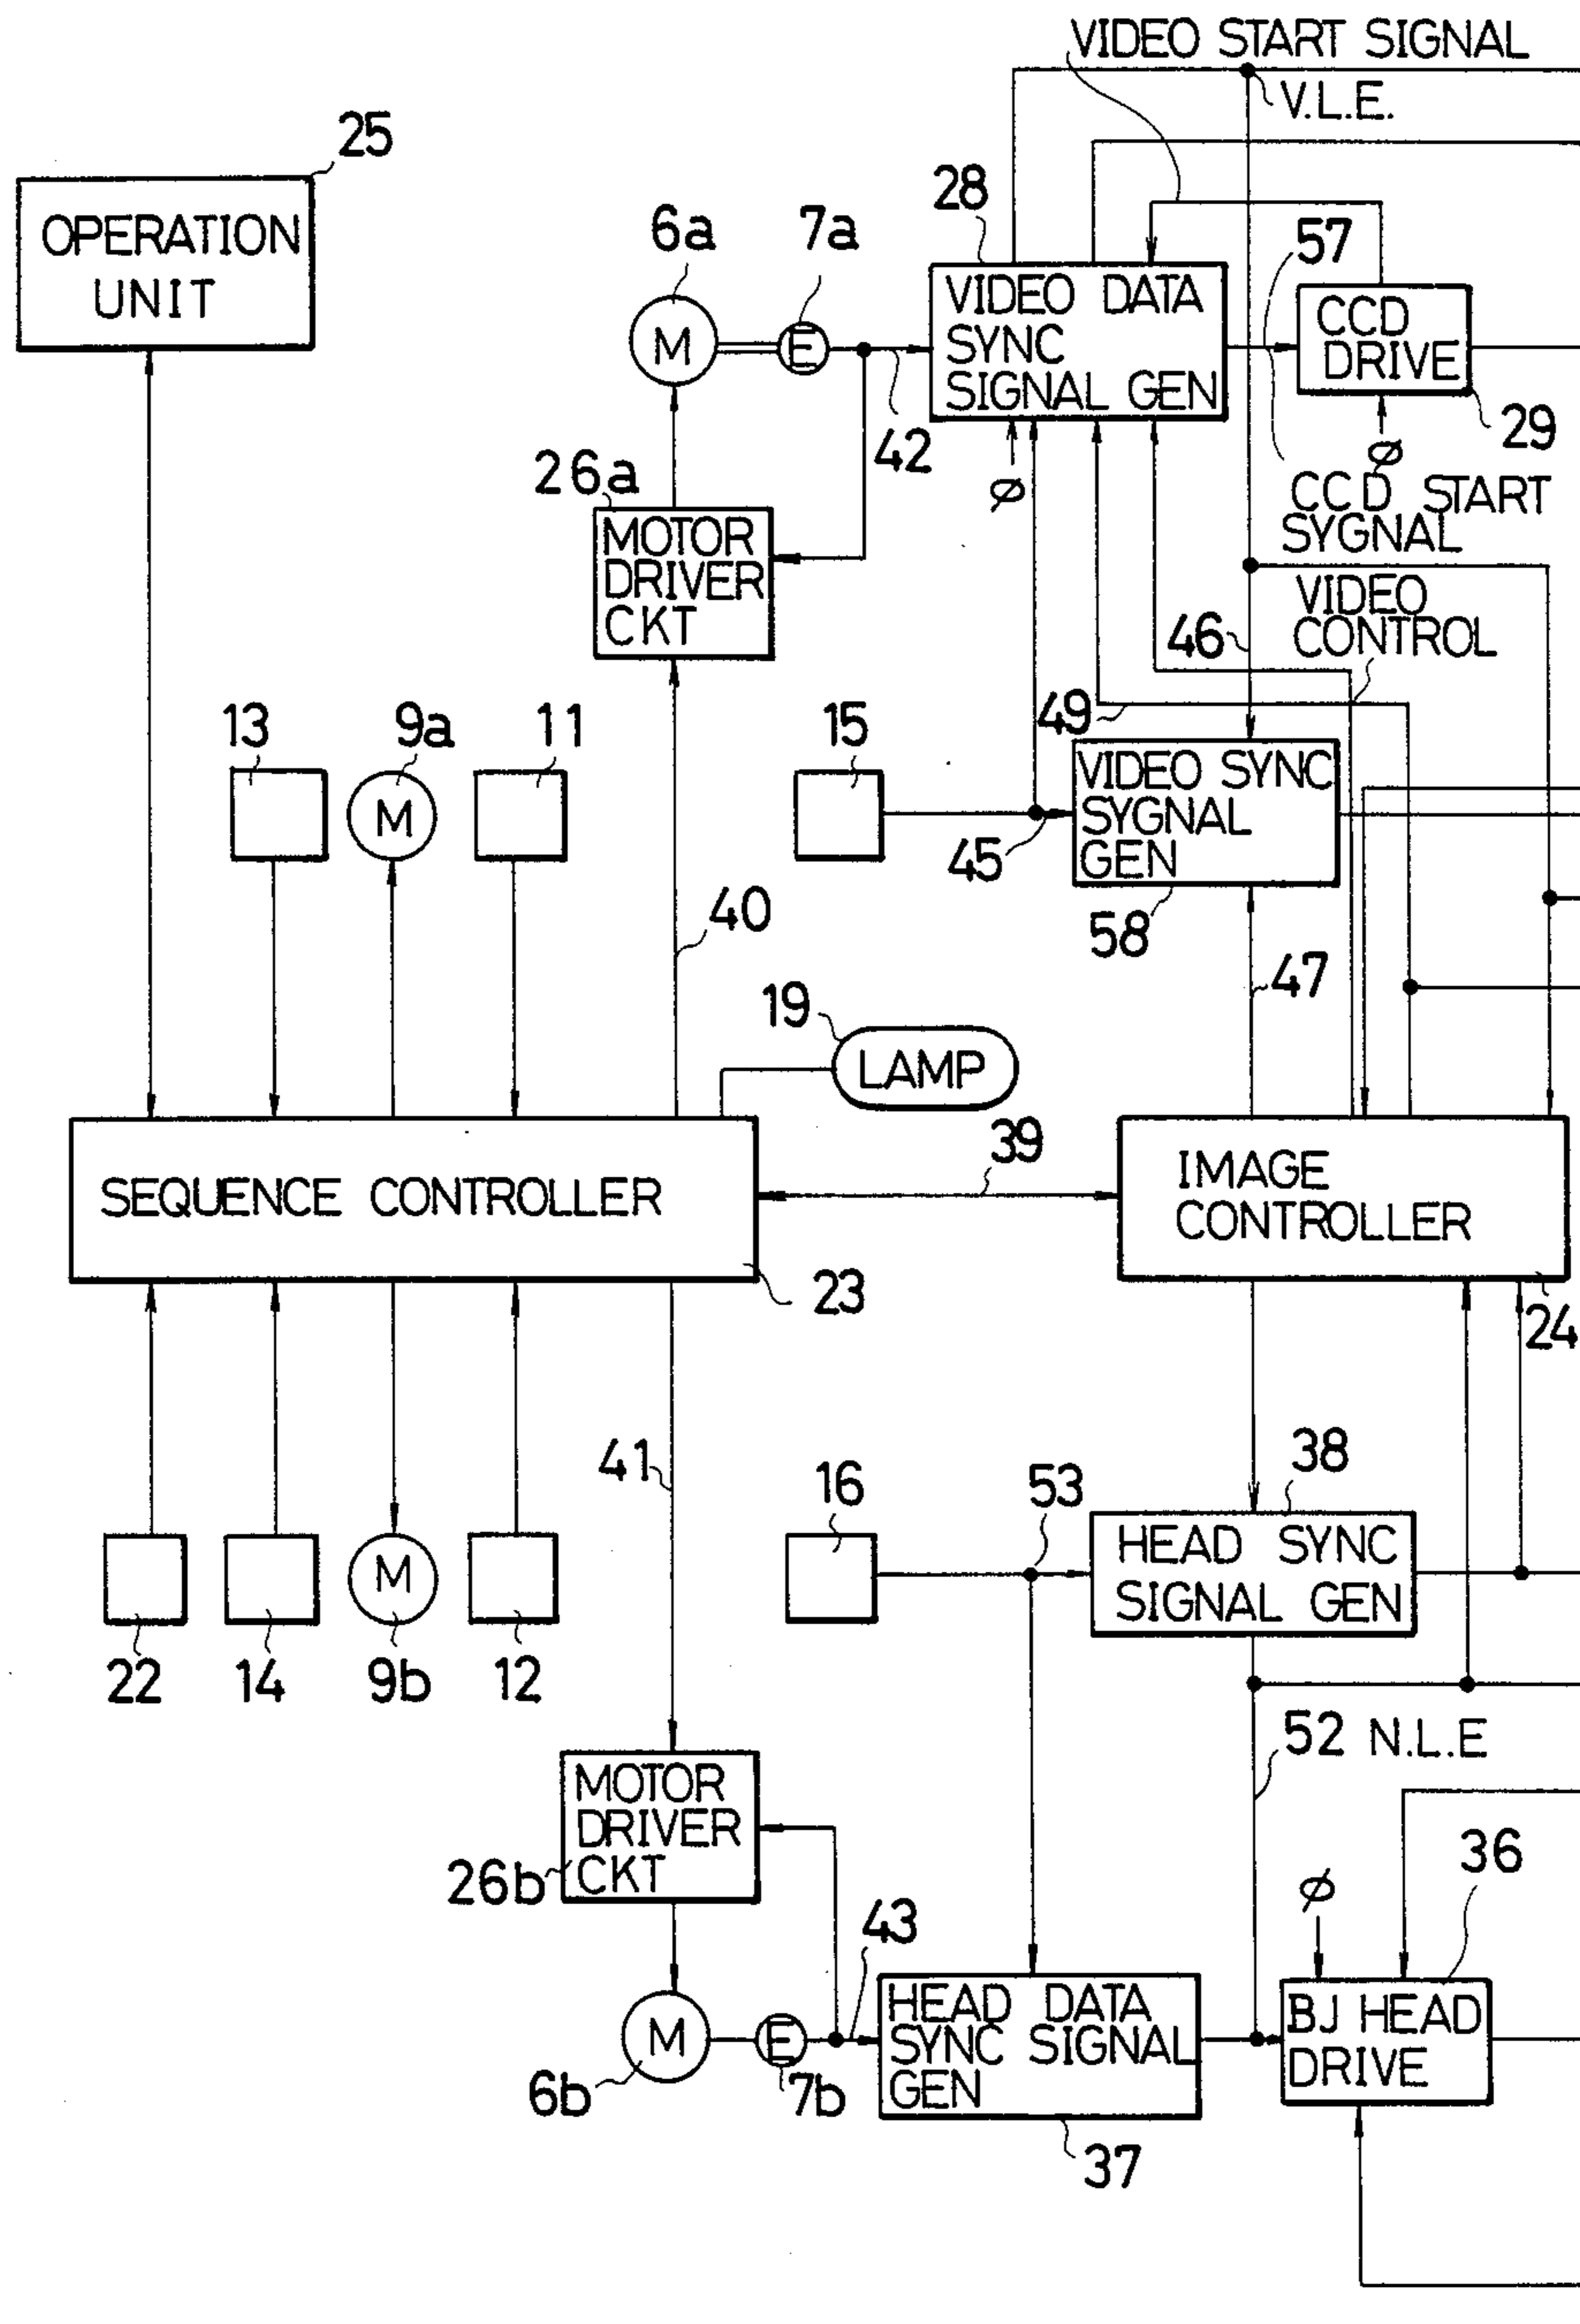 VIDEO START SIGNAL
V.L.E.
25
OPERATION
UNIT
28
6a
7a
57
M
E
VIDEO DATA
SYNC
SIGNAL GEN
CCD
DRIVE
29
42
ø
ø
26a
CCD START
SYGNAL
MOTOR
DRIVER
CKT
VIDEO
CONTROL
46
49
13
9a
11
15
M
VIDEO SYNC
SYGNAL
GEN
45
58
40
47
19
LAMP
39
SEQUENCE CONTROLLER
IMAGE
CONTROLLER
23
24
41
16
53
38
HEAD SYNC
SIGNAL GEN
M
22
14
9b
12
52 N.L.E
MOTOR
DRIVER
CKT
26b
36
ø
43
M
E
HEAD DATA
SYNC SIGNAL
GEN
BJ HEAD
DRIVE
6b
7b
37